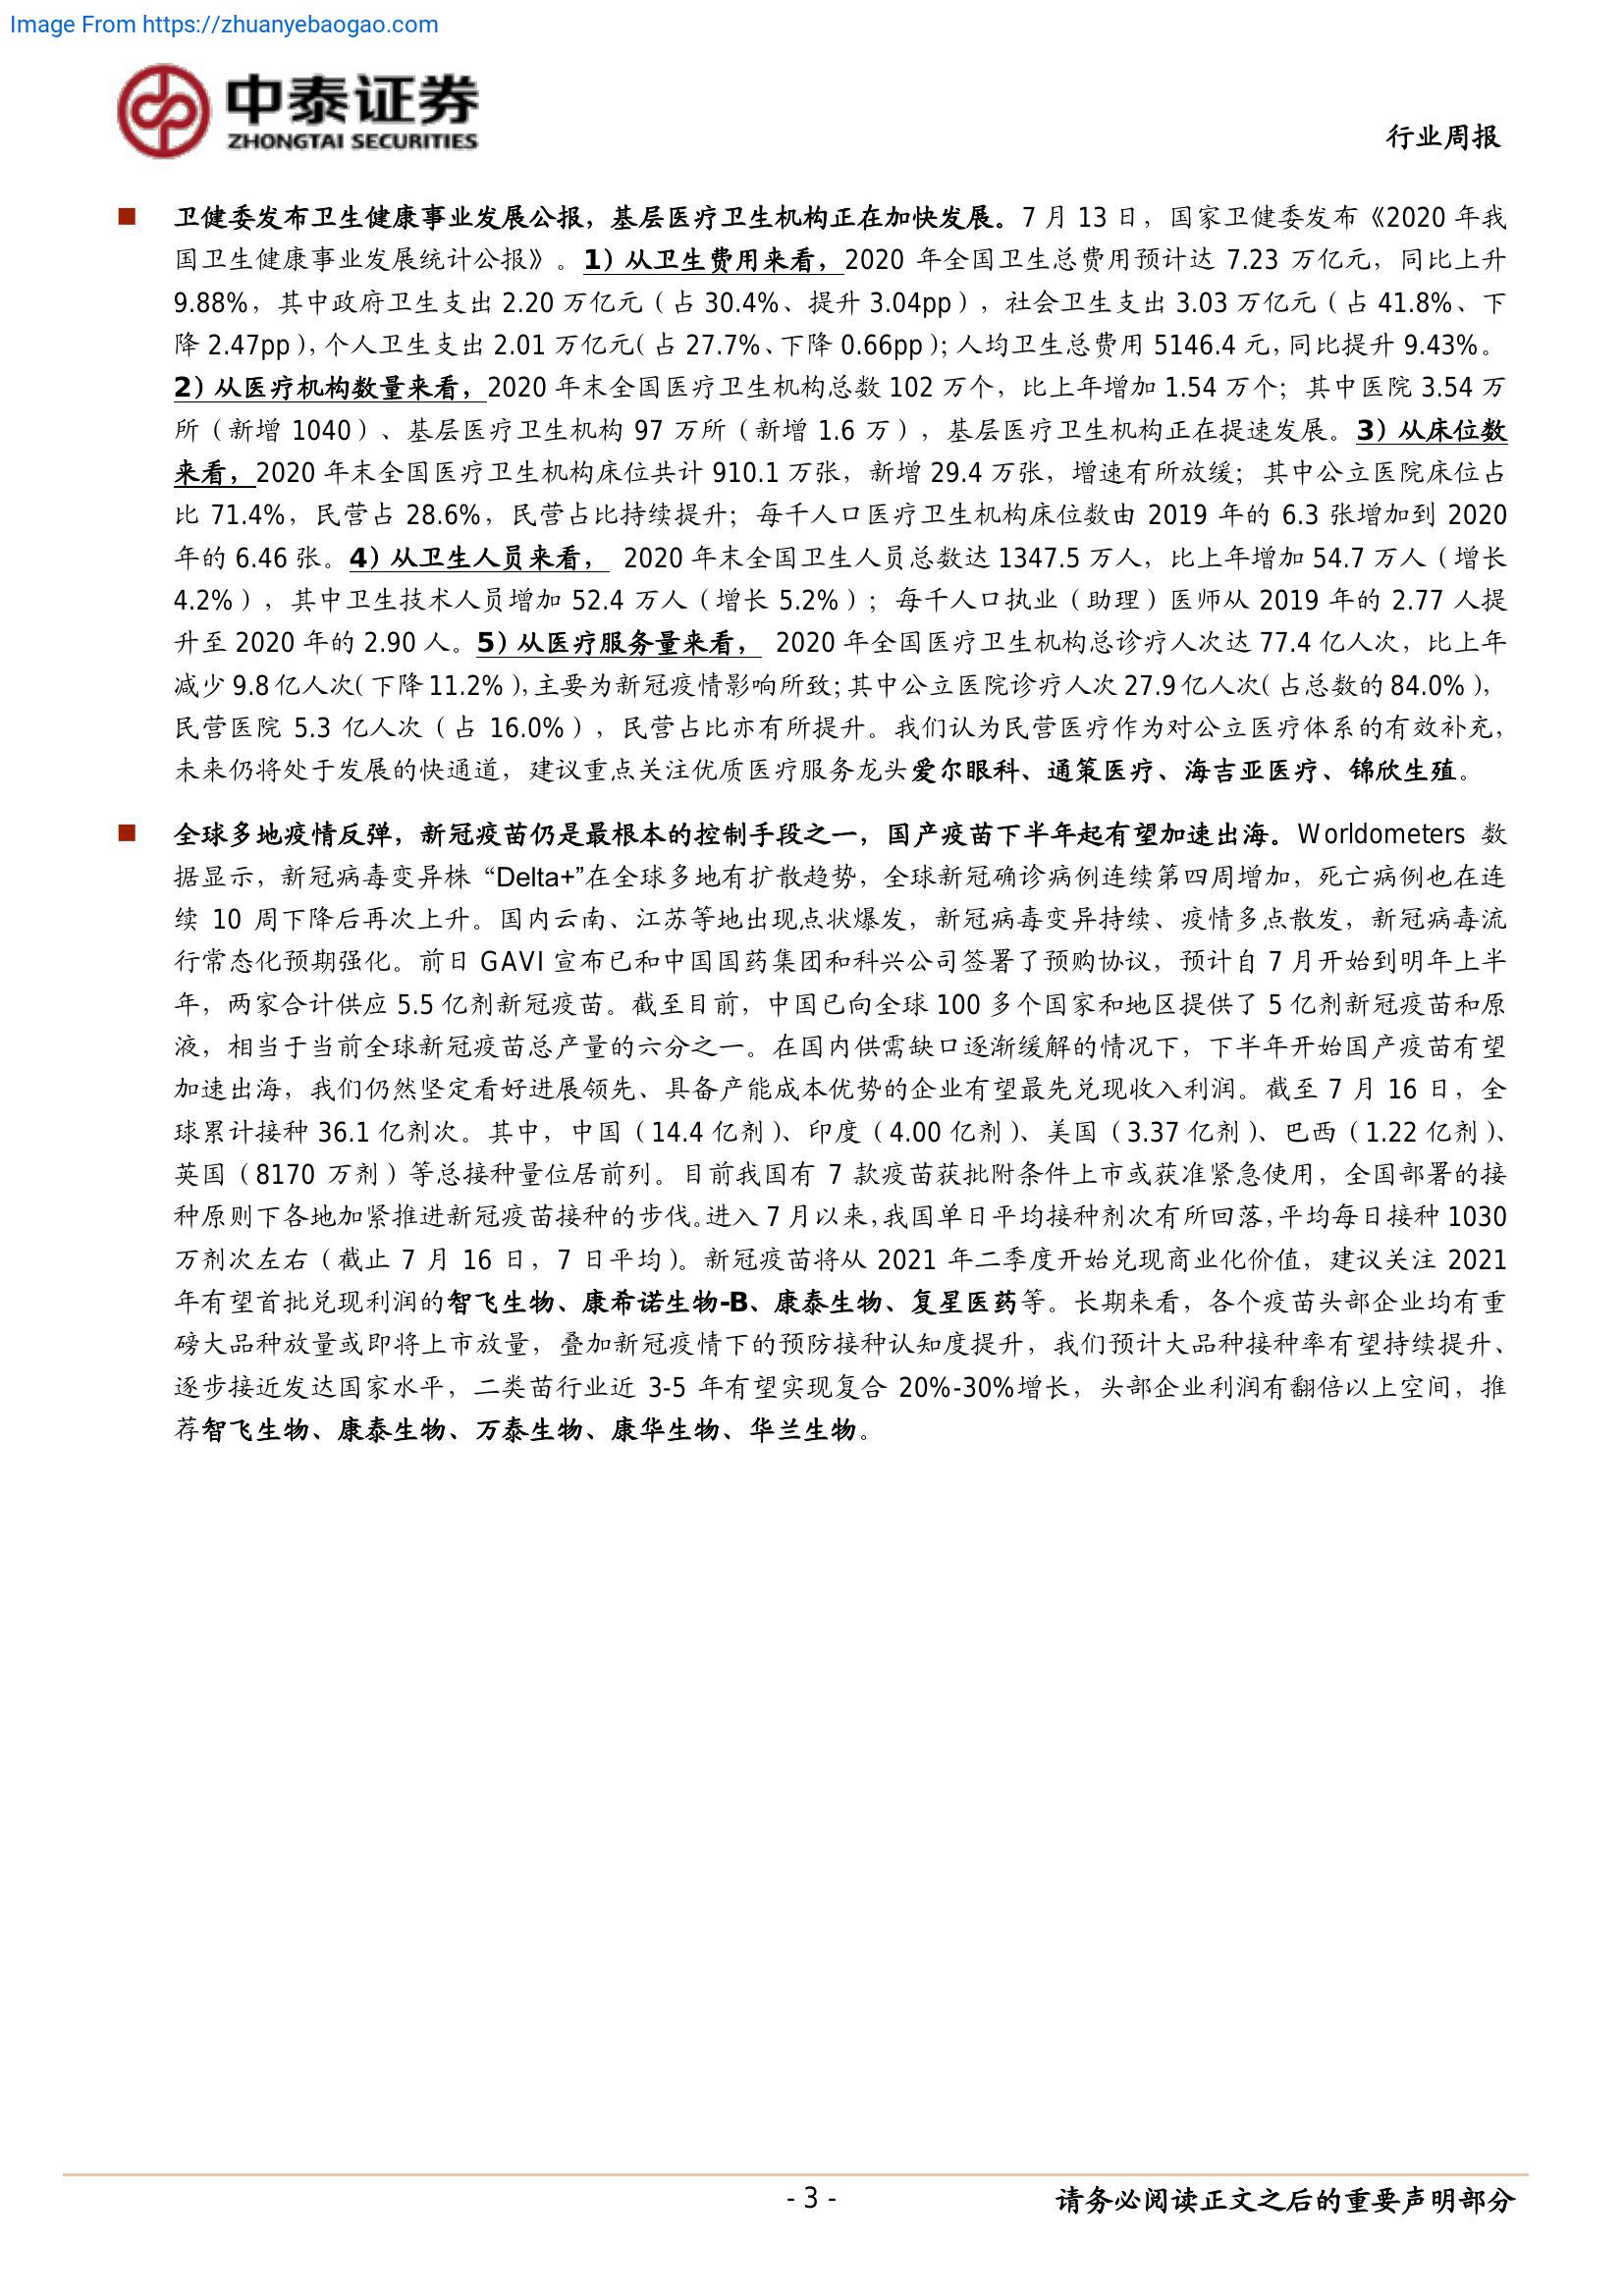 Image From https://zhuanyebaogao.com
中泰证券
ZHONGTAI SECURITIES
行业周报
■ 卫健委发布卫生健康事业发展公报，基层医疗卫生机构正在加快发展。7 月 13 日，国家卫健委发布《2020 年我
国卫生健康事业发展统计公报》。1）从卫生费用来看，2020 年全国卫生总费用预计达 7.23 万亿元，同比上升
9.88%，其中政府卫生支出 2.20 万亿元（占 30.4%、提升 3.04pp），社会卫生支出 3.03 万亿元（占 41.8%、下
降 2.47pp），个人卫生支出 2.01 万亿元（占 27.7%、下降 0.66pp）；人均卫生总费用 5146.4 元，同比提升 9.43%。
2）从医疗机构数量来看，2020 年末全国医疗卫生机构总数 102 万个，比上年增加 1.54 万个；其中医院 3.54 万
所（新增 1040）、基层医疗卫生机构 97 万所（新增 1.6 万），基层医疗卫生机构正在提速发展。3）从床位数
来看，2020 年末全国医疗卫生机构床位共计 910.1 万张，新增 29.4 万张，增速有所放缓；其中公立医院床位占
比 71.4%，民营占 28.6%，民营占比持续提升；每千人口医疗卫生机构床位数由 2019 年的 6.3 张增加到 2020
年的 6.46 张。4）从卫生人员来看， 2020 年末全国卫生人员总数达 1347.5 万人，比上年增加 54.7 万人（增长
4.2%），其中卫生技术人员增加 52.4 万人（增长 5.2%）；每千人口执业（助理）医师从 2019 年的 2.77 人提
升至 2020 年的 2.90 人。5）从医疗服务量来看， 2020 年全国医疗卫生机构总诊疗人次达 77.4 亿人次，比上年
减少 9.8 亿人次（下降 11.2%），主要为新冠疫情影响所致；其中公立医院诊疗人次 27.9 亿人次（占总数的 84.0%），
民营医院 5.3 亿人次（占 16.0%），民营占比亦有所提升。我们认为民营医疗作为对公立医疗体系的有效补充，
未来仍将处于发展的快通道，建议重点关注优质医疗服务龙头爱尔眼科、通策医疗、海吉亚医疗、锦欣生殖。
■ 全球多地疫情反弹，新冠疫苗仍是最根本的控制手段之一，国产疫苗下半年起有望加速出海。Worldometers 数
据显示，新冠病毒变异株“Delta+”在全球多地有扩散趋势，全球新冠确诊病例连续第四周增加，死亡病例也在连
续 10 周下降后再次上升。国内云南、江苏等地出现点状爆发，新冠病毒变异持续、疫情多点散发，新冠病毒流
行常态化预期强化。前日 GAVI 宣布已和中国国药集团和科兴公司签署了预购协议，预计自 7 月开始到明年上半
年，两家合计供应 5.5 亿剂新冠疫苗。截至目前，中国已向全球 100 多个国家和地区提供了 5 亿剂新冠疫苗和原
液，相当于当前全球新冠疫苗总产量的六分之一。在国内供需缺口逐渐缓解的情况下，下半年开始国产疫苗有望
加速出海，我们仍然坚定看好进展领先、具备产能成本优势的企业有望最先兑现收入利润。截至 7 月 16 日，全
球累计接种 36.1 亿剂次。其中，中国（14.4 亿剂）、印度（4.00 亿剂）、美国（3.37 亿剂）、巴西（1.22 亿剂）、
英国（8170 万剂）等总接种量位居前列。目前我国有 7 款疫苗获批附条件上市或获准紧急使用，全国部署的接
种原则下各地加紧推进新冠疫苗接种的步伐。进入 7 月以来，我国单日平均接种剂次有所回落，平均每日接种 1030
万剂次左右（截止 7 月 16 日，7 日平均）。新冠疫苗将从 2021 年二季度开始兑现商业化价值，建议关注 2021
年有望首批兑现利润的智飞生物、康希诺生物-B、康泰生物、复星医药等。长期来看，各个疫苗头部企业均有重
磅大品种放量或即将上市放量，叠加新冠疫情下的预防接种认知度提升，我们预计大品种接种率有望持续提升、
逐步接近发达国家水平，二类苗行业近 3-5 年有望实现复合 20%-30%增长，头部企业利润有翻倍以上空间，推
荐智飞生物、康泰生物、万泰生物、康华生物、华兰生物。
- 3 -
请务必阅读正文之后的重要声明部分